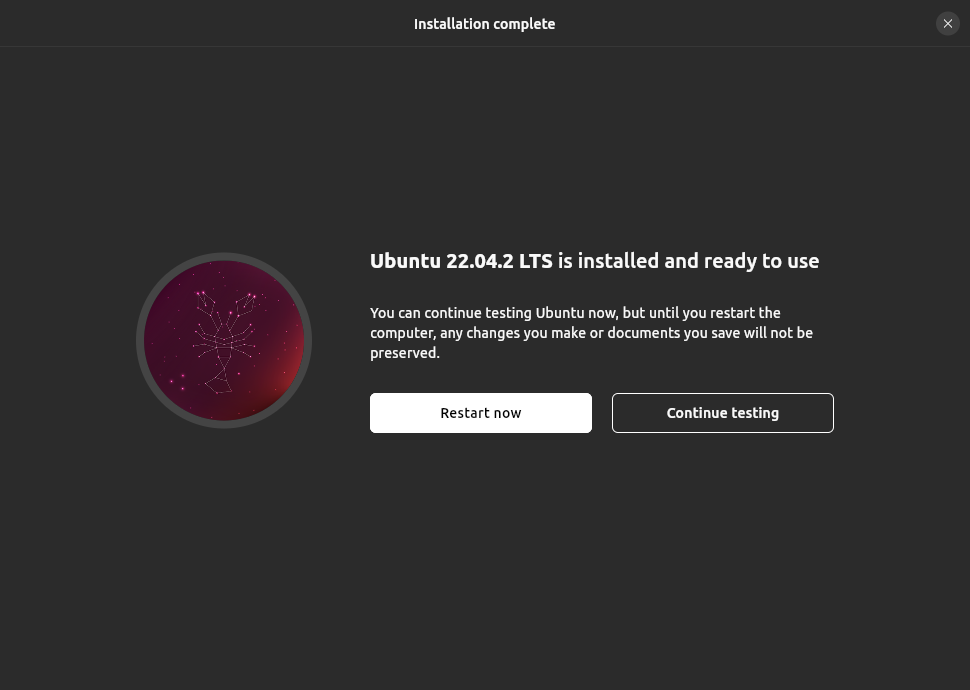 Installation complete
Ubuntu 22.04.2 LTS is installed and ready to use
You can continue testing Ubuntu now, but until you restart the
computer, any changes you make or documents you save will not be
preserved.
Restart now
Continue testing